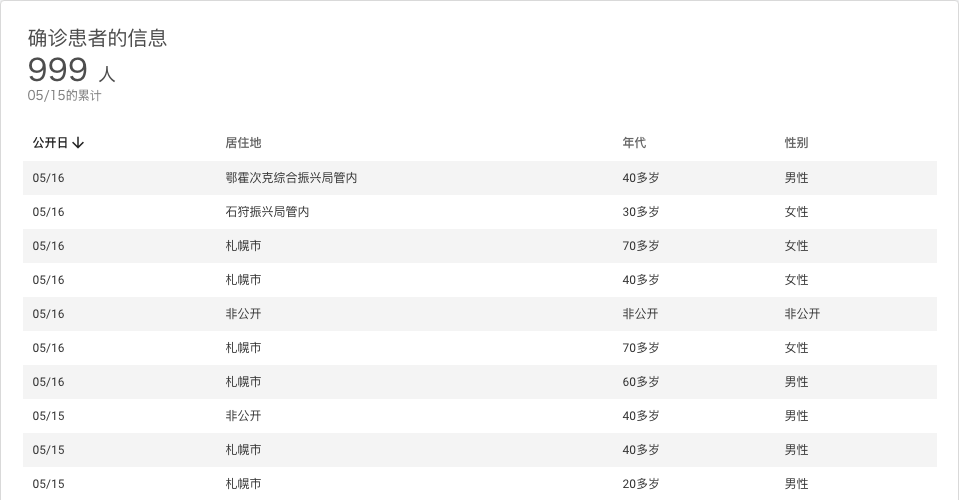 确诊患者的信息
999 人
05/15的累计
公开日↓ 居住地 年代 性别
05/16 鄂霍次克综合振兴局管内 40多岁 男性
05/16 石狩振兴局管内 30多岁 女性
05/16 札幌市 70多岁 女性
05/16 札幌市 40多岁 女性
05/16 非公开 非公开 非公开
05/16 札幌市 70多岁 女性
05/16 札幌市 60多岁 男性
05/15 非公开 40多岁 男性
05/15 札幌市 40多岁 男性
05/15 札幌市 20多岁 男性